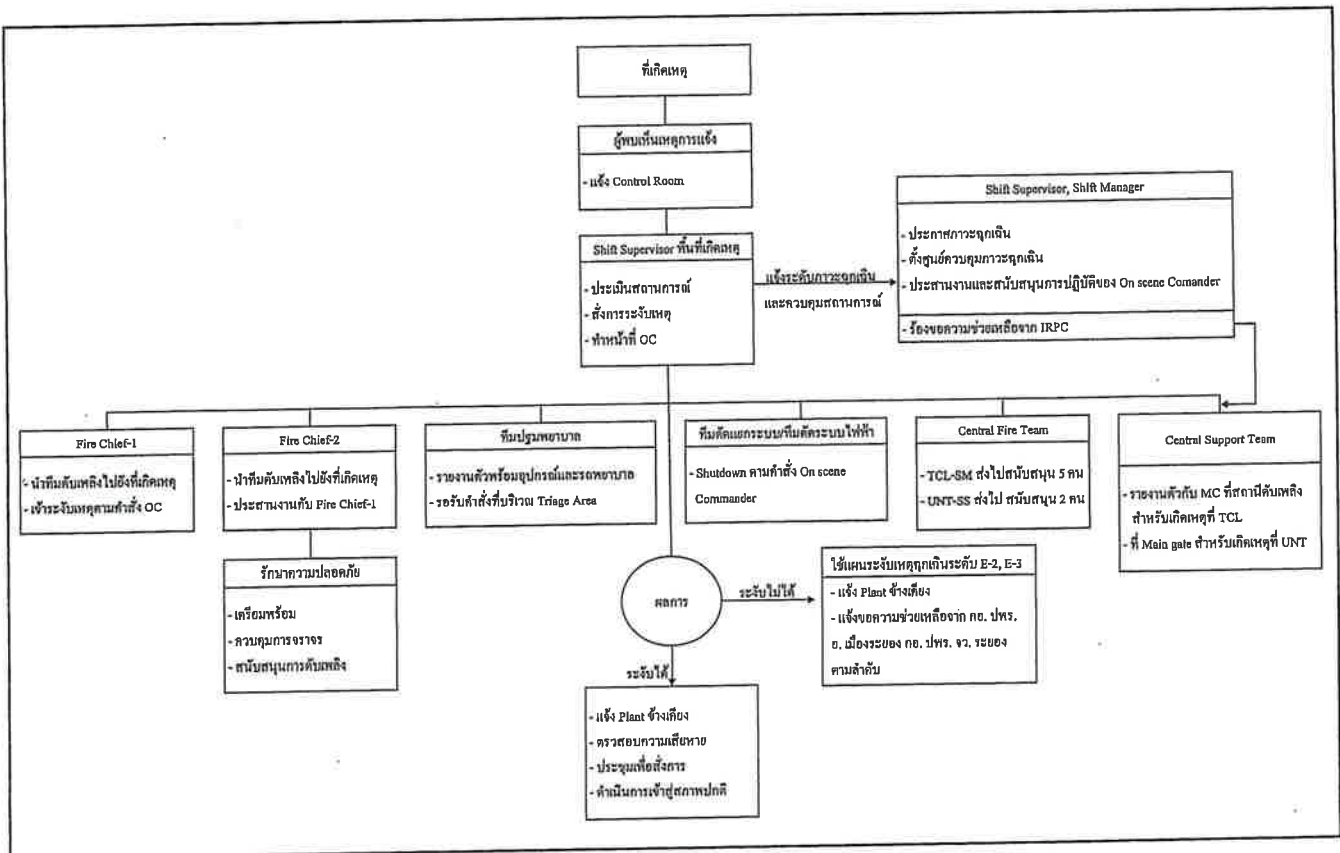 ที่เกิดเหตุ
ผู้พบเห็นเหตุการแจ้ง
- แจ้ง Control Room
Shift Supervisor พื้นที่เกิดเหตุ
- ประเมินสถานการณ์
- สั่งการระงับเหตุ
- ทำหน้าที่ OC
แจ้งระดับภาวะฉุกเฉิน
และควบคุมสถานการณ์
Shift Supervisor, Shift Manager
- ประกาศภาวะฉุกเฉิน
- ตั้งศูนย์ควบคุมภาวะฉุกเฉิน
- ประสานงานและสนับสนุนการปฏิบัติของ On scene Comander
- ร้องขอความช่วยเหลือจาก IRPC
Fire Chief-1
- นำทีมดับเพลิงไปยังที่เกิดเหตุ
- เข้าระงับเหตุตามคำสั่ง OC
Fire Chief-2
- นำทีมดับเพลิงไปยังที่เกิดเหตุ
- ประสานงานกับ Fire Chief-1
ทีมปฐมพยาบาล
- รายงานตัวพร้อมอุปกรณ์และรถพยาบาล
- รอรับคำสั่งที่บริเวณ Triage Area
ทีมตัดแยกระบบ/ทีมตัดระบบไฟฟ้า
- Shutdown ตามคำสั่ง On scene
Commander
Central Fire Team
- TCL-SM ส่งไปสนับสนุน 5 คน
- UNT-SS ส่งไป สนับสนุน 2 คน
Central Support Team
- รายงานตัวกับ MC ที่สถานีดับเพลิง
สำหรับเกิดเหตุที่ TCL
- ที่ Main gate สำหรับเกิดเหตุที่ UNT
รักษาความปลอดภัย
- เตรียมพร้อม
- ควบคุมการจราจร
- สนับสนุนการดับเพลิง
ผลการ
ระงับไม่ได้
ใช้แผนระงับเหตุฉุกเฉินระดับ E-2, E-3
- แจ้ง Plant ข้างเคียง
- แจ้งขอความช่วยเหลือจาก กอ. ปพร.
อ. เมืองระยอง กอ. ปพร. จว. ระยอง
ตามลำดับ
ระงับได้
- แจ้ง Plant ข้างเคียง
- ตรวจสอบความเสียหาย
- ประชุมเพื่อสั่งการ
- ดำเนินการเข้าสู่สภาพปกติ